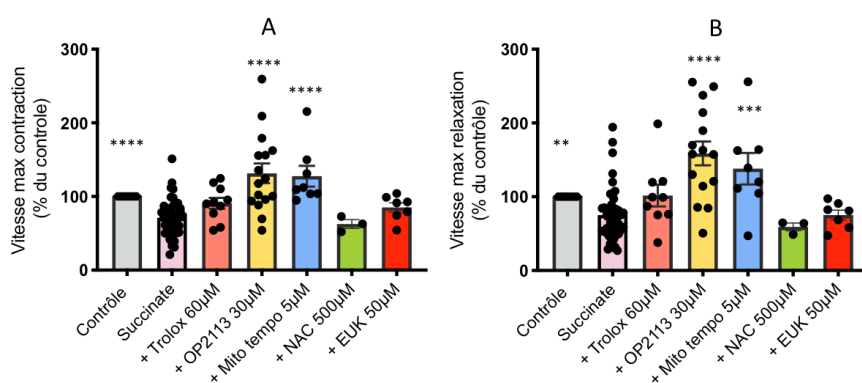 A
Vitesse max contraction
(% du controle)
300
200
100
0
****
****
****
Contrôle
Succinate
+ Trolox 60µM
+ OP2113 30µM
+ Mito tempo 5µM
+ NAC 500µM
+ EUK 50µM
B
Vitesse max relaxation
(% du contrôle)
300
200
100
0
**
****
***
Contrôle
Succinate
+ Trolox 60µM
+ OP2113 30µM
+ Mito tempo 5µM
+ NAC 500µM
+ EUK 50µM